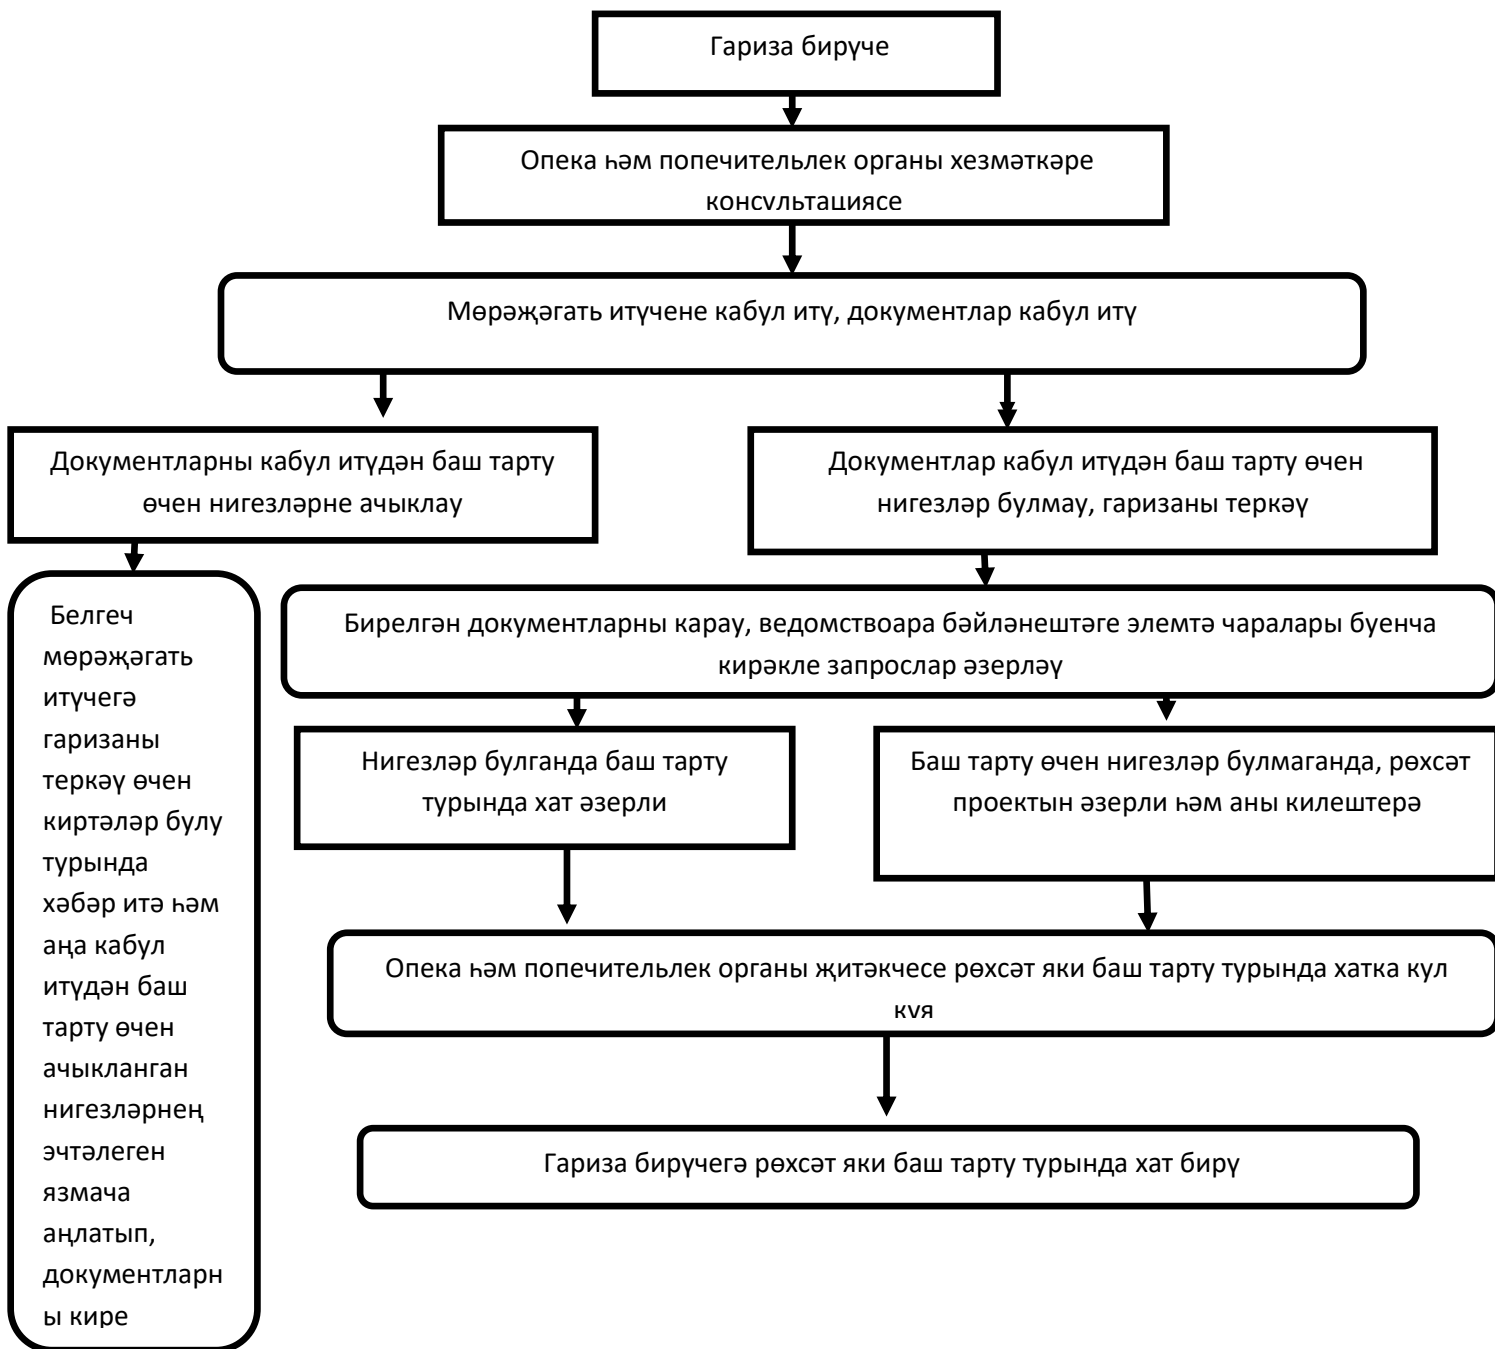 Гариза бирүче
Опека һәм попечительлек органы хезмәткәре
консультациясе
Мөрәҗәгать итүчене кабул итү, документлар кабул итү
Документларны кабул итүдән баш тарту
өчен нигезләрне ачыклау
Документлар кабул итүдән баш тарту өчен
нигезләр булмау, гаризаны теркәү
Белгеч
мөрәҗәгать
итүчегә
гаризаны
теркәү өчен
киртәләр булу
турында
хәбәр итә һәм
аңа кабул
итүдән баш
тарту өчен
ачыкланган
нигезләрнең
эчтәлеген
язмача
аңлатып,
документларн
ы кире
Бирелгән документларны карау, ведомствоара бәйләнештәге элемтә чаралары буенча
кирәкле запрослар әзерләү
Нигезләр булганда баш тарту
турында хат әзерли
Баш тарту өчен нигезләр булмаганда, рөхсәт
проектын әзерли һәм аны килештерә
Опека һәм попечительлек органы җитәкчесе рөхсәт яки баш тарту турында хатка кул
куя
Гариза бирүчегә рөхсәт яки баш тарту турында хат бирү